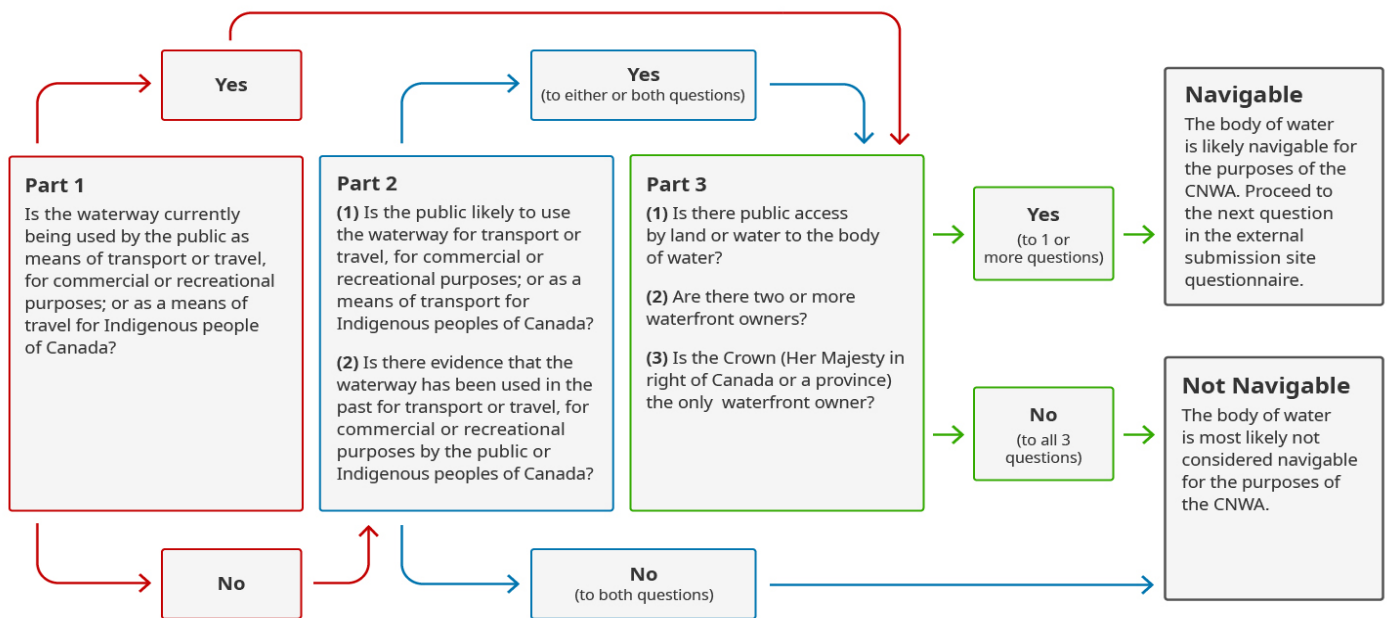 Yes
Yes
(to either or both questions)
Part 1
Is the waterway currently
being used by the public as
means of transport or travel,
for commercial or recreational
purposes; or as a means of
travel for Indigenous people
of Canada?
Part 2
(1) Is the public likely to use
the waterway for transport or
travel, for commercial or
recreational purposes; or as a
means of transport for
Indigenous peoples of Canada?
(2) Is there evidence that the
waterway has been used in the
past for transport or travel, for
commercial or recreational
purposes by the public or
Indigenous peoples of Canada?
Part 3
(1) Is there public access
by land or water to the body
of water?
(2) Are there two or more
waterfront owners?
(3) Is the Crown (Her Majesty in
right of Canada or a province)
the only waterfront owner?
Yes
(to 1 or
more questions)
Navigable
The body of water
is likely navigable for
the purposes of the
CNWA. Proceed to
the next question
in the external
submission site
questionnaire.
No
(to all 3
questions)
Not Navigable
The body of water
is most likely not
considered navigable
for the purposes of
the CNWA.
No
No
(to both questions)